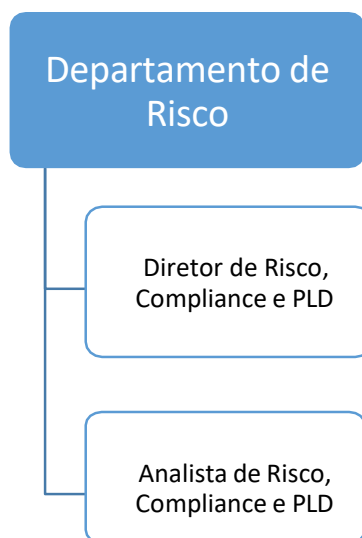 Departamento de
Risco
Diretor de Risco,
Compliance e PLD
Analista de Risco,
Compliance e PLD